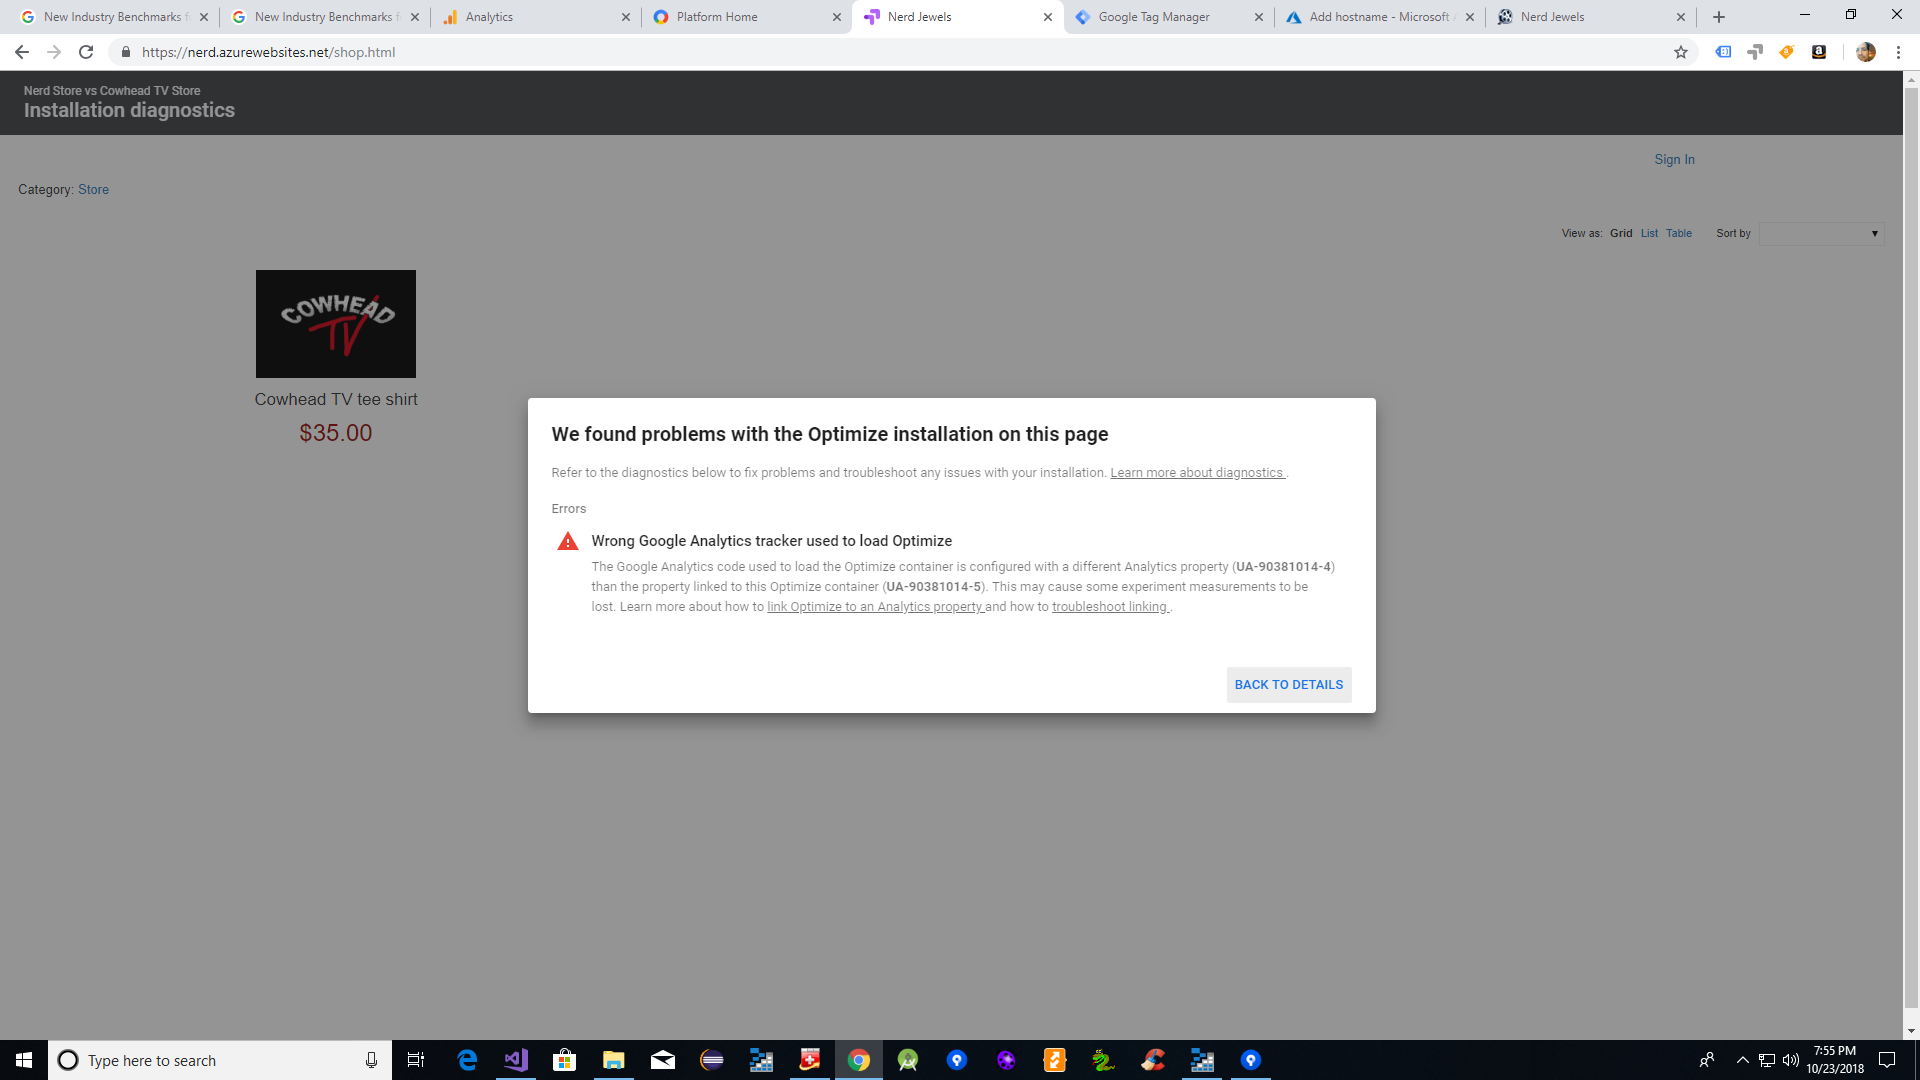 New Industry Benchmarks f
New Industry Benchmarks f
Analytics
Platform Home
Nerd Jewels
Google Tag Manager
Add hostname - Microsoft A
Nerd Jewels
https://nerd.azurewebsites.net/shop.html
Nerd Store vs Cowhead TV Store
Installation diagnostics
Sign In
Category: Store
View as: Grid List Table Sort by
COWHEAD
TV
Cowhead TV tee shirt
$35.00
We found problems with the Optimize installation on this page
Refer to the diagnostics below to fix problems and troubleshoot any issues with your installation. Learn more about diagnostics .
Errors
Wrong Google Analytics tracker used to load Optimize
The Google Analytics code used to load the Optimize container is configured with a different Analytics property (UA-90381014-4)
than the property linked to this Optimize container (UA-90381014-5). This may cause some experiment measurements to be
lost. Learn more about how to link Optimize to an Analytics property and how to troubleshoot linking .
BACK TO DETAILS
Type here to search
7:55 PM
10/23/2018